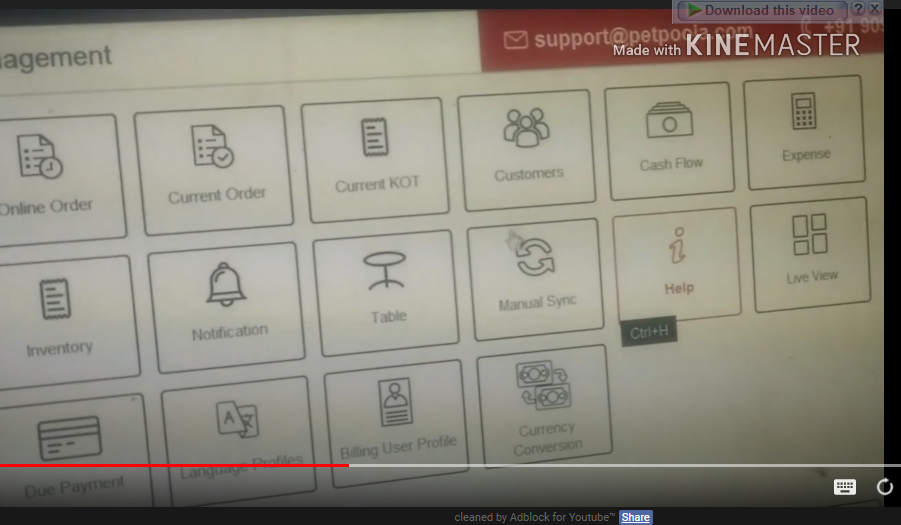 Download this video
agement
support@petpooja.com
+91 909
Made with KINEMASTER
Online Order
Current Order
Current KOT
Customers
Cash Flow
Expense
Inventory
Notification
Table
Manual Sync
Help
Live View
Ctrl+H
Due Payment
Language Profiles
Billing User Profile
Currency
Conversion
cleaned by Adblock for Youtube™ Share